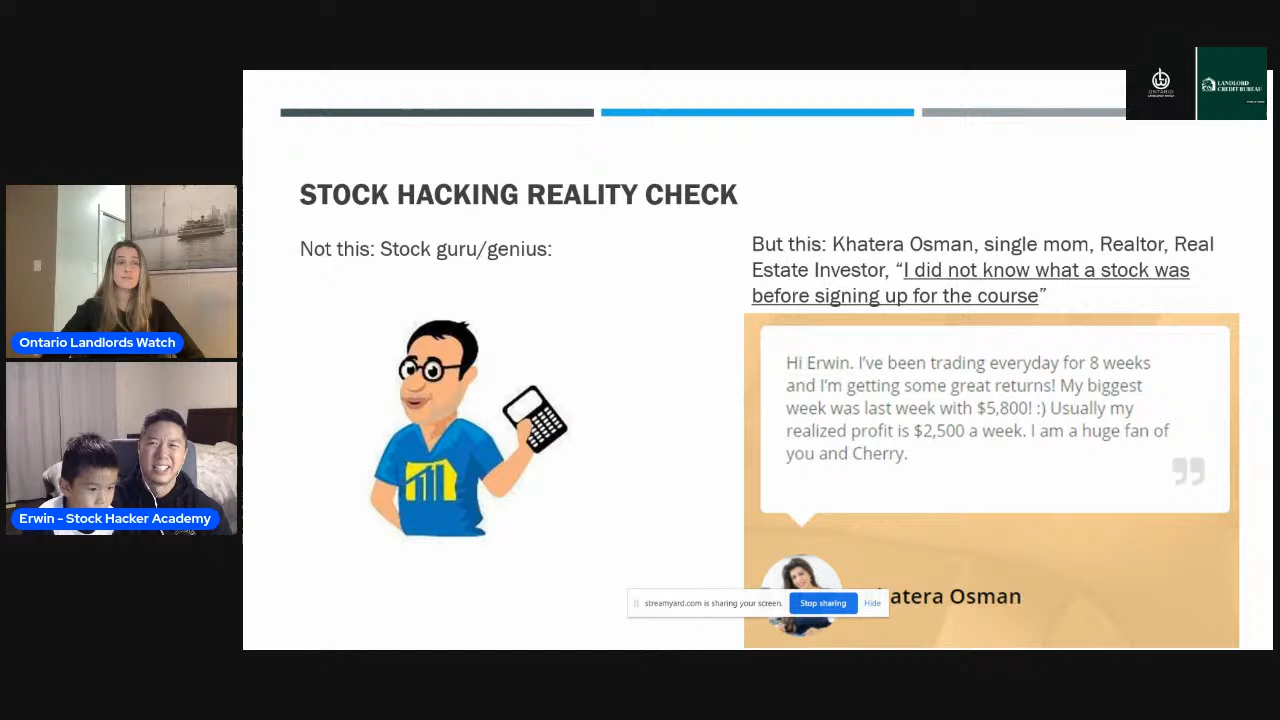 LANDLORD
CREDIT BUREAU
ONTARIO
STOCK HACKING REALITY CHECK
Not this: Stock guru/genius:
But this: Khatera Osman, single mom, Realtor, Real
Estate Investor, “I did not know what a stock was
before signing up for the course”
Hi Erwin. I’ve been trading everyday for 8 weeks
and I’m getting some great returns! My biggest
week was last week with $5,800! :) Usually my
realized profit is $2,500 a week. I am a huge fan of
you and Cherry.
atera Osman
streamyard.com is sharing your screen.
Stop sharing
Hide
Ontario Landlords Watch
Erwin - Stock Hacker Academy